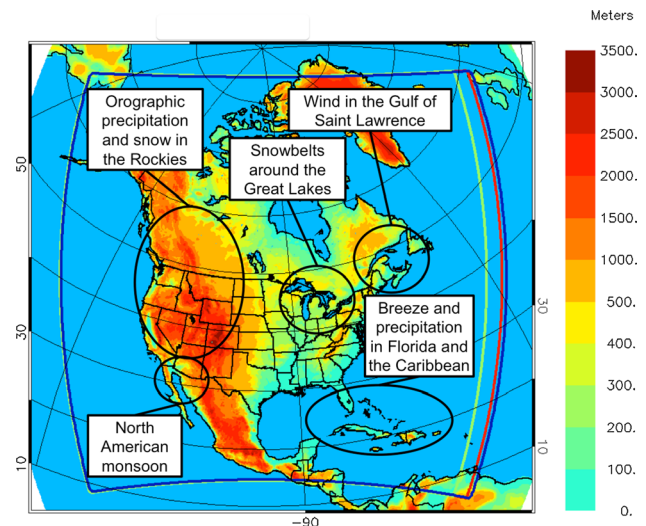 Meters
Orographic
precipitation
and snow in
the Rockies
Wind in the Gulf of
Saint Lawrence
Snowbelts
around the
Great Lakes
Breeze and
precipitation
in Florida and
the Caribbean
North
American
monsoon
50
30
10
30
10
-90
3500.
3000.
2500.
2000.
1500.
1000.
500.
400.
300.
200.
100.
0.